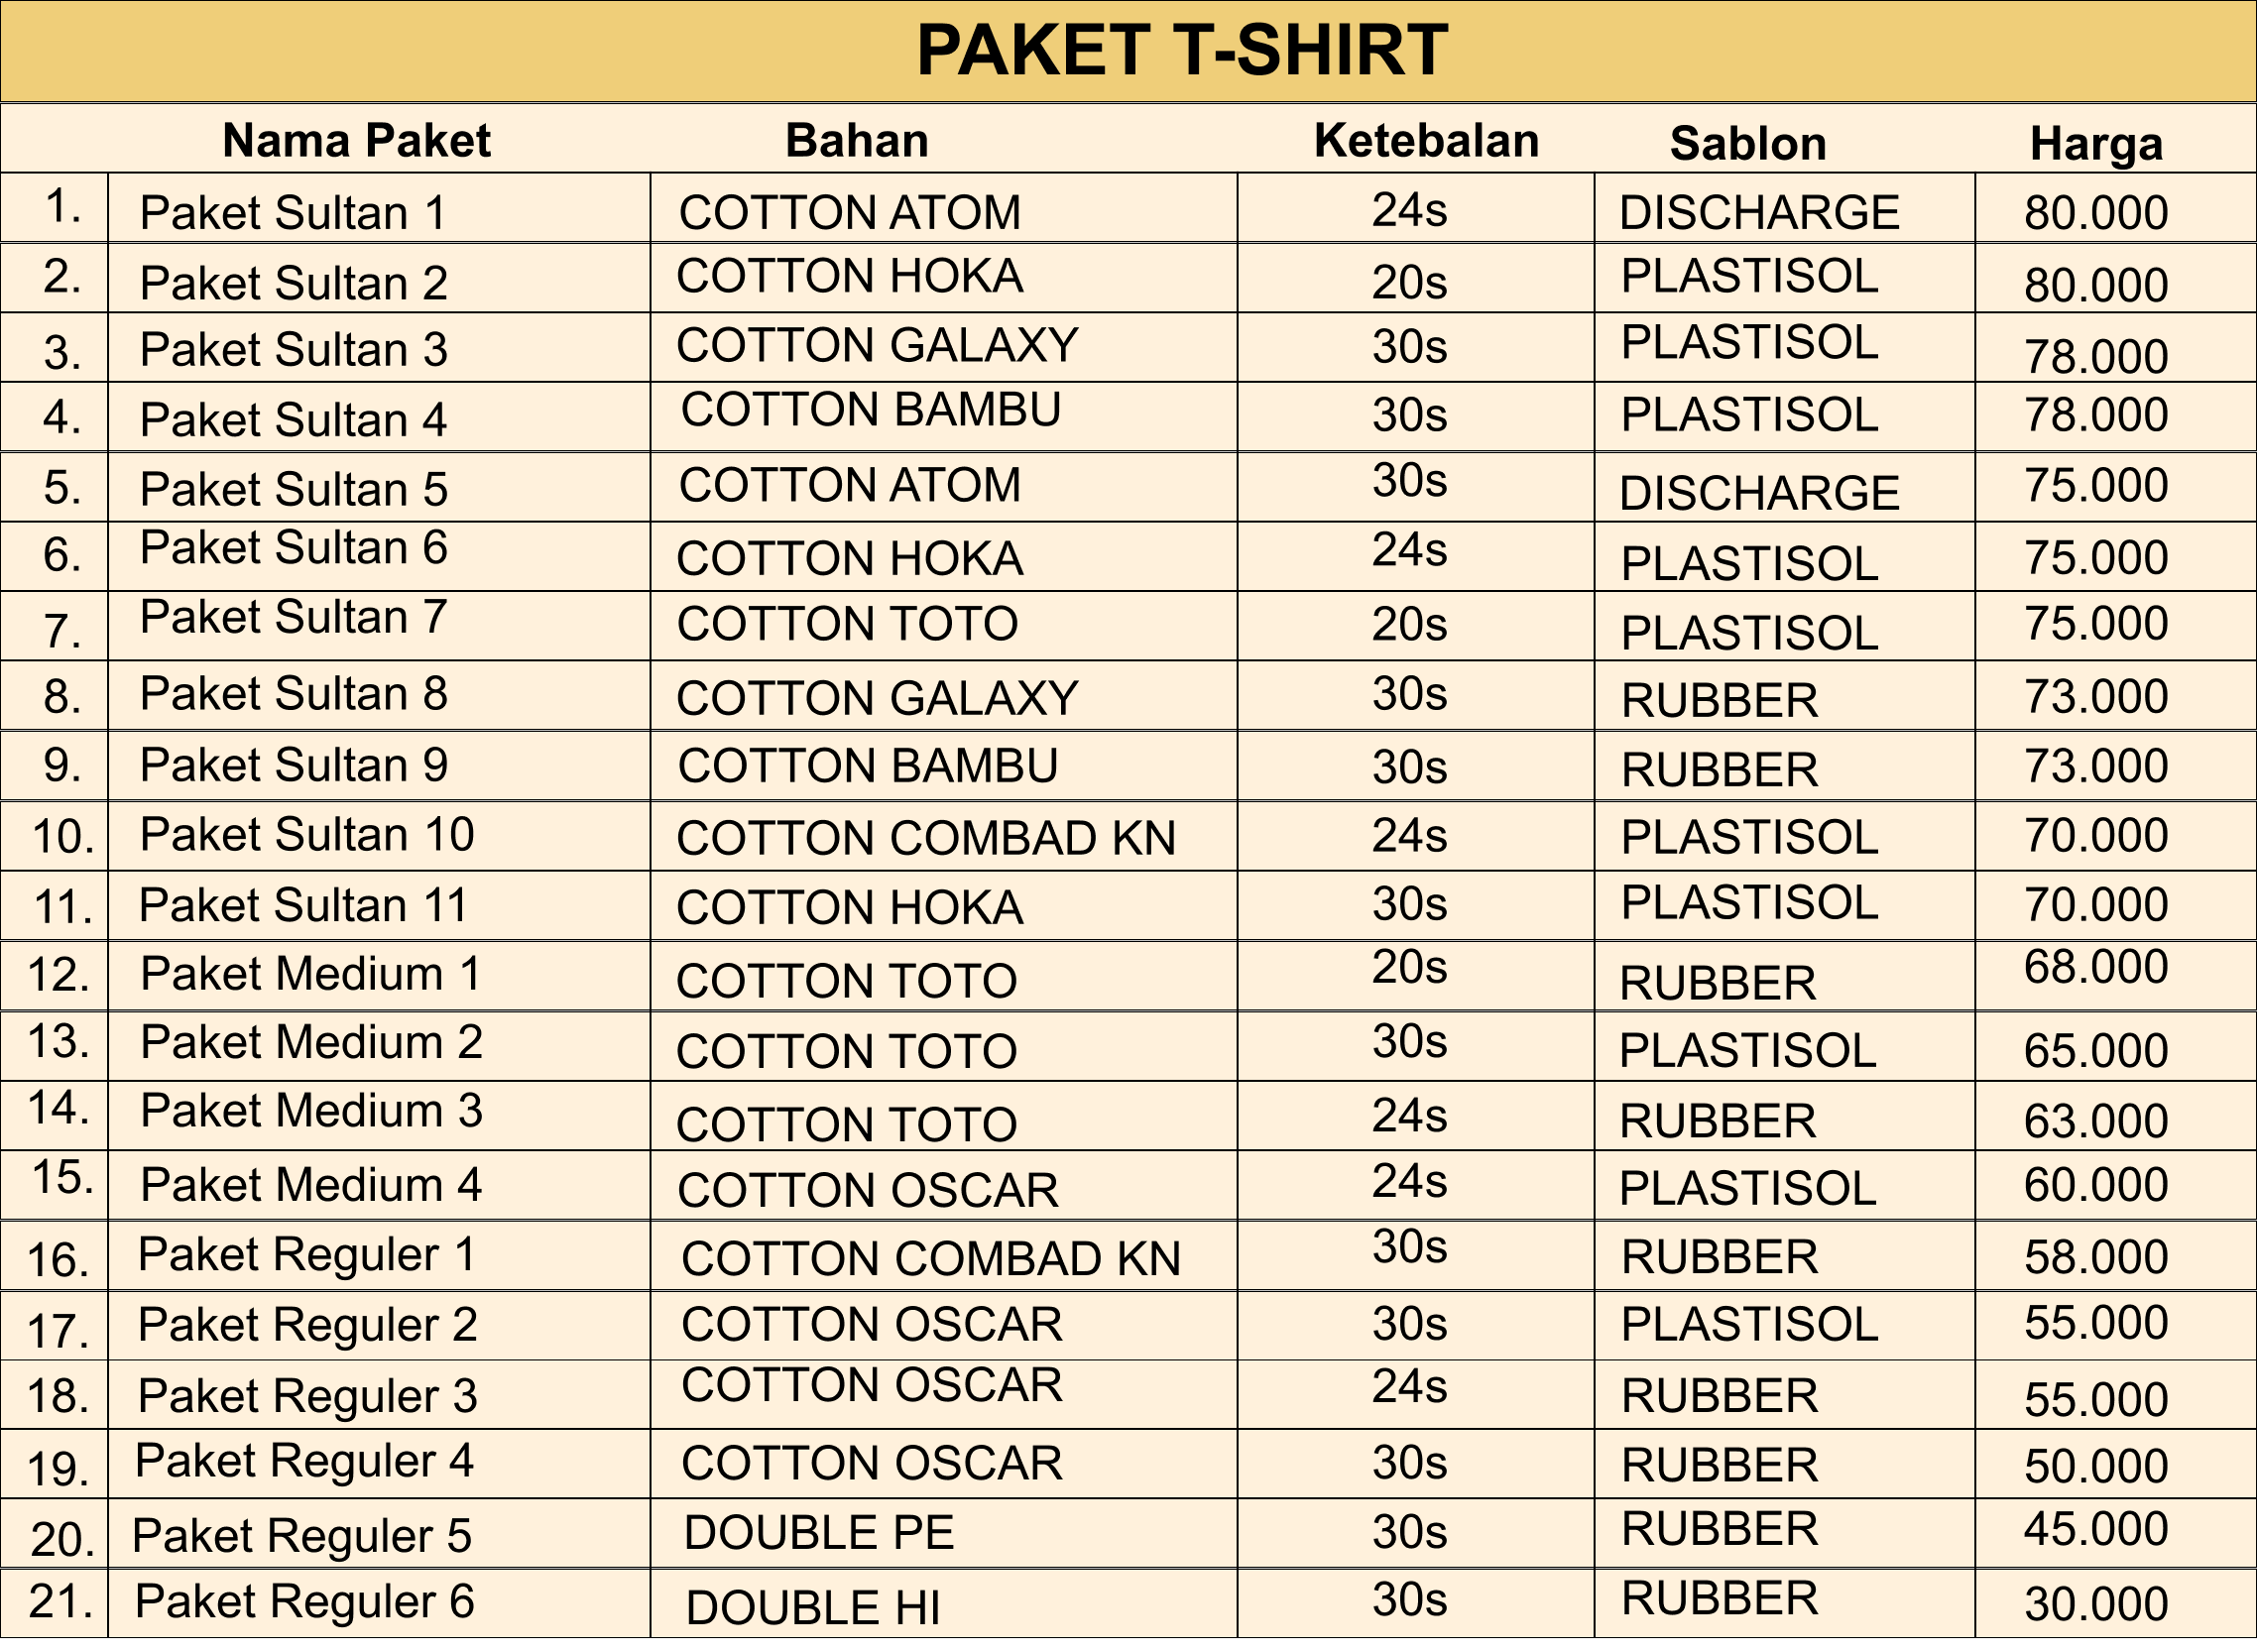 PAKET T-SHIRT
Nama Paket Bahan Ketebalan Sablon Harga
1. Paket Sultan 1 COTTON ATOM 24s DISCHARGE 80.000
2. Paket Sultan 2 COTTON HOKA 20s PLASTISOL 80.000
3. Paket Sultan 3 COTTON GALAXY 30s PLASTISOL 78.000
4. Paket Sultan 4 COTTON BAMBU 30s PLASTISOL 78.000
5. Paket Sultan 5 COTTON ATOM 30s DISCHARGE 75.000
6. Paket Sultan 6 COTTON HOKA 24s PLASTISOL 75.000
7. Paket Sultan 7 COTTON TOTO 20s PLASTISOL 75.000
8. Paket Sultan 8 COTTON GALAXY 30s RUBBER 73.000
9. Paket Sultan 9 COTTON BAMBU 30s RUBBER 73.000
10. Paket Sultan 10 COTTON COMBAD KN 24s PLASTISOL 70.000
11. Paket Sultan 11 COTTON HOKA 30s PLASTISOL 70.000
12. Paket Medium 1 COTTON TOTO 20s RUBBER 68.000
13. Paket Medium 2 COTTON TOTO 30s PLASTISOL 65.000
14. Paket Medium 3 COTTON TOTO 24s RUBBER 63.000
15. Paket Medium 4 COTTON OSCAR 24s PLASTISOL 60.000
16. Paket Reguler 1 COTTON COMBAD KN 30s RUBBER 58.000
17. Paket Reguler 2 COTTON OSCAR 30s PLASTISOL 55.000
18. Paket Reguler 3 COTTON OSCAR 24s RUBBER 55.000
19. Paket Reguler 4 COTTON OSCAR 30s RUBBER 50.000
20. Paket Reguler 5 DOUBLE PE 30s RUBBER 45.000
21. Paket Reguler 6 DOUBLE HI 30s RUBBER 30.000